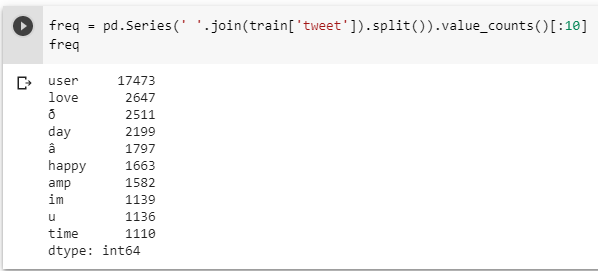 freq = pd.Series(' '.join(train['tweet']).split()).value_counts()[:10]
freq
user 17473
love 2647
ð 2511
day 2199
â 1797
happy 1663
amp 1582
im 1139
u 1136
time 1110
dtype: int64